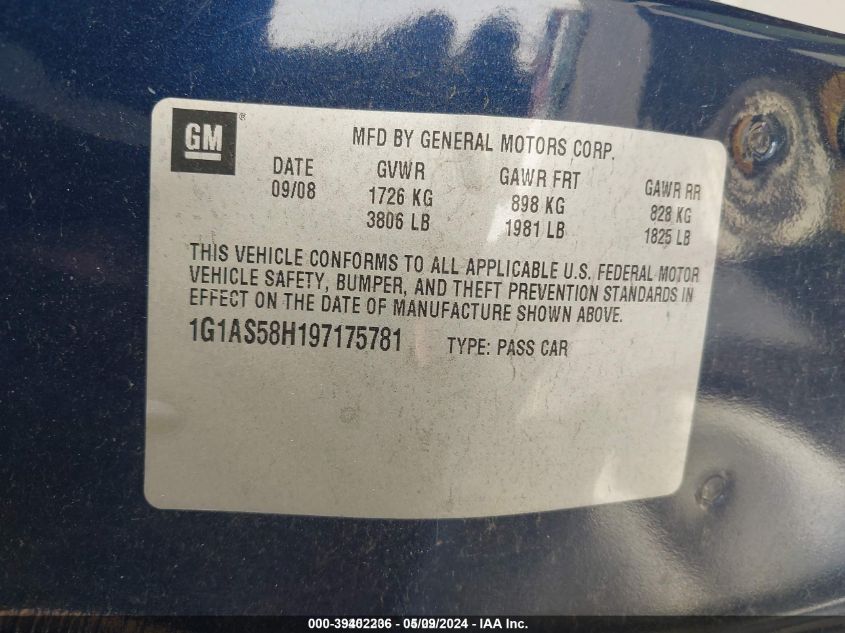 GM ®
MFD BY GENERAL MOTORS CORP.
DATE GVWR GAWR FRT GAWR RR
09/08 1726 KG 898 KG 828 KG
3806 LB 1981 LB 1825 LB
THIS VEHICLE CONFORMS TO ALL APPLICABLE U.S. FEDERAL MOTOR
VEHICLE SAFETY, BUMPER, AND THEFT PREVENTION STANDARDS IN
EFFECT ON THE DATE OF MANUFACTURE SHOWN ABOVE.
1G1AS58H197175781 TYPE: PASS CAR
- IAA Inc.